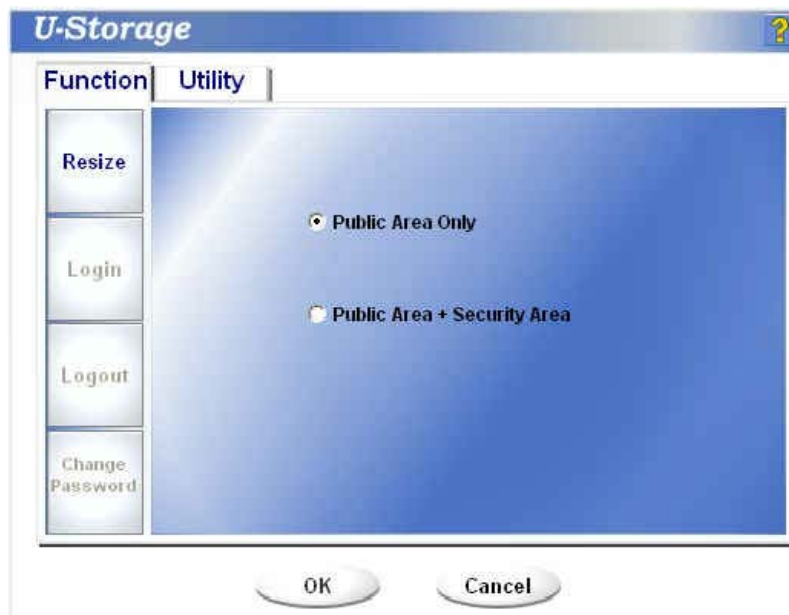 U-Storage
?
Function Utility
Resize
Public Area Only
Login
Public Area + Security Area
Logout
Change
Password
OK Cancel